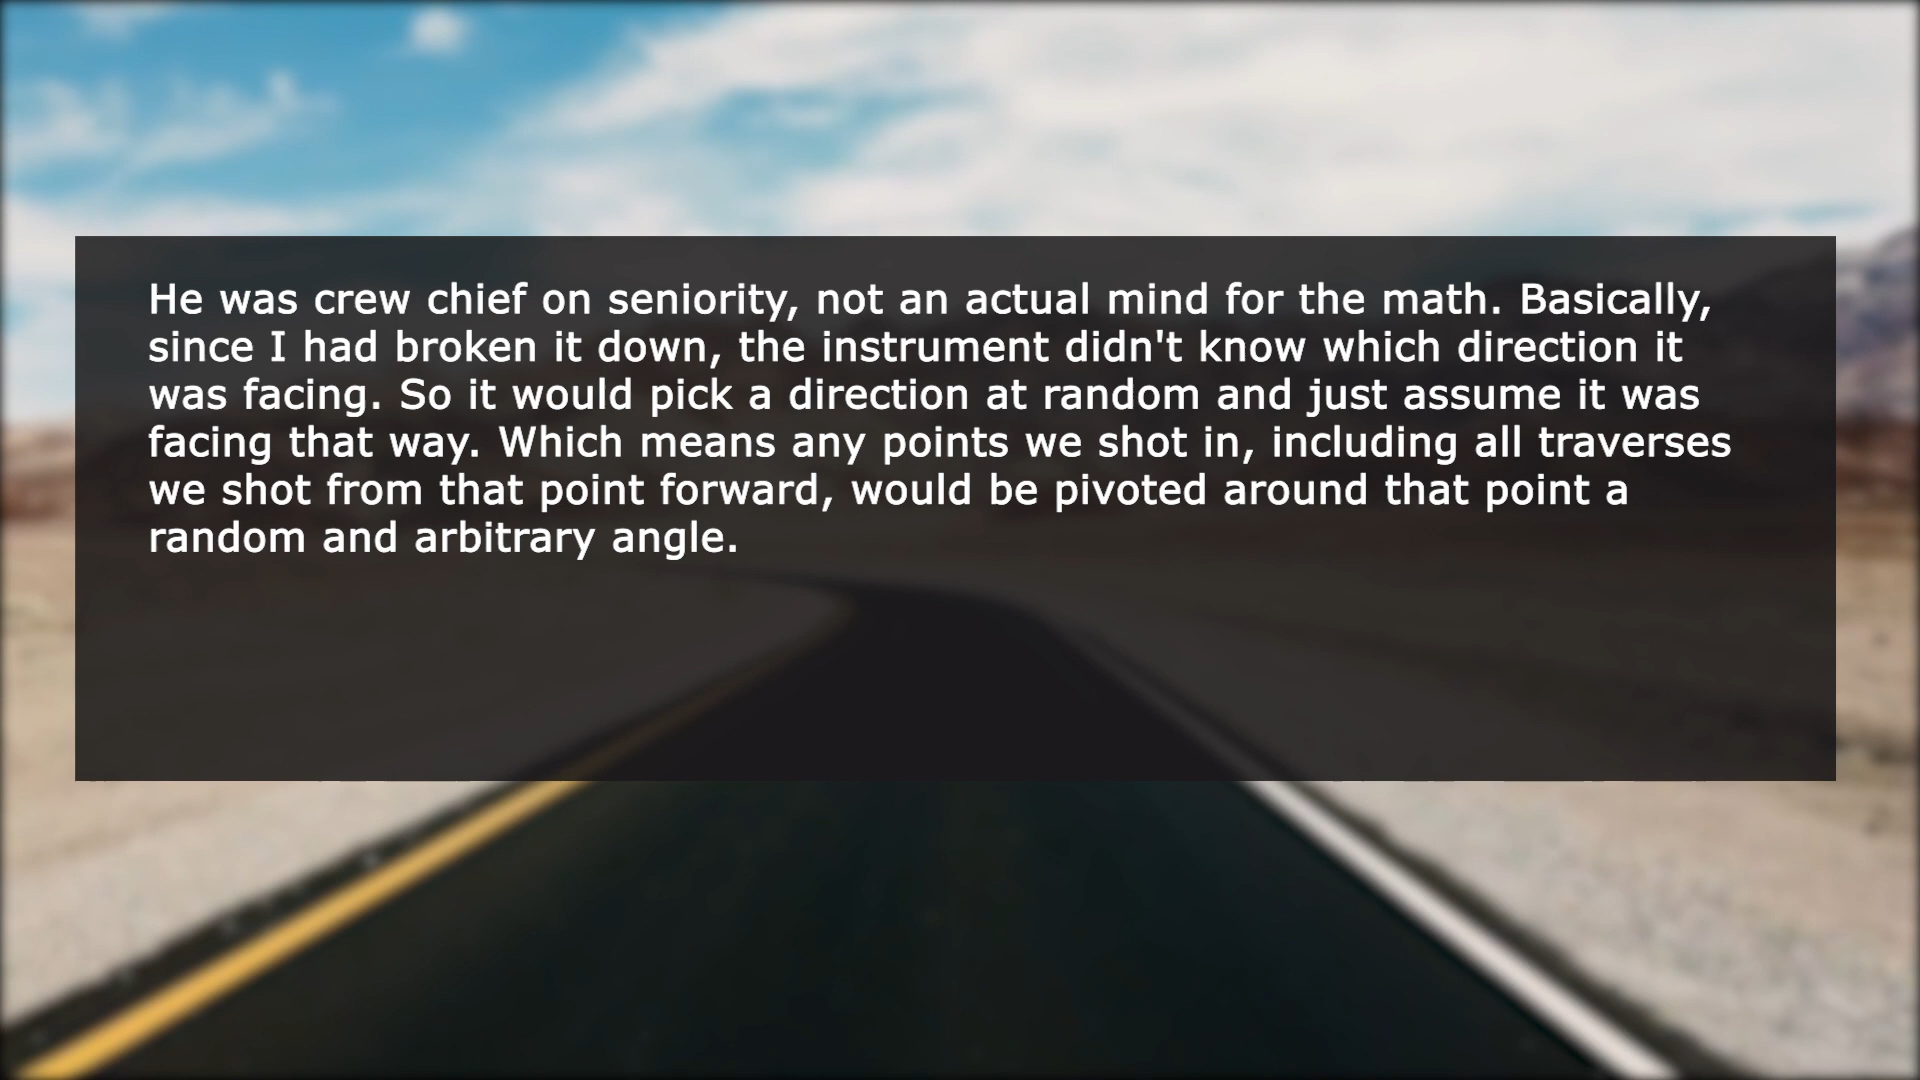 He was crew chief on seniority, not an actual mind for the math. Basically,
since I had broken it down, the instrument didn't know which direction it
was facing. So it would pick a direction at random and just assume it was
facing that way. Which means any points we shot in, including all traverses
we shot from that point forward, would be pivoted around that point a
random and arbitrary angle.